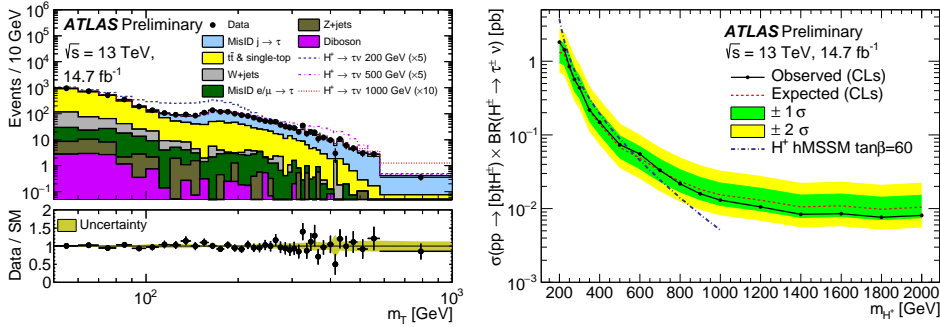 Events / 10 GeV
10⁶
10⁵
10⁴
10³
10²
10
1
10⁻¹
ATLAS Preliminary
√s = 13 TeV,
14.7 fb⁻¹
Data
MisID j → τ
tt̄ & single-top
W+jets
MisID e/μ → τ
Z+jets
Diboson
H⁺ → τν 200 GeV (×5)
H⁺ → τν 500 GeV (×5)
H⁺ → τν 1000 GeV (×10)
Data / SM
2
1.5
1
0.5
0
Uncertainty
10² 2×10² 10³
m_T [GeV]
σ(pp → [b]tH±) × BR(H± → τ± ν) [pb]
1
10⁻¹
10⁻²
10⁻³
ATLAS Preliminary
√s = 13 TeV, 14.7 fb⁻¹
Observed (CLs)
Expected (CLs)
± 1 σ
± 2 σ
H⁺ hMSSM tanβ=60
200 400 600 800 1000 1200 1400 1600 1800 2000
m_H⁺ [GeV]